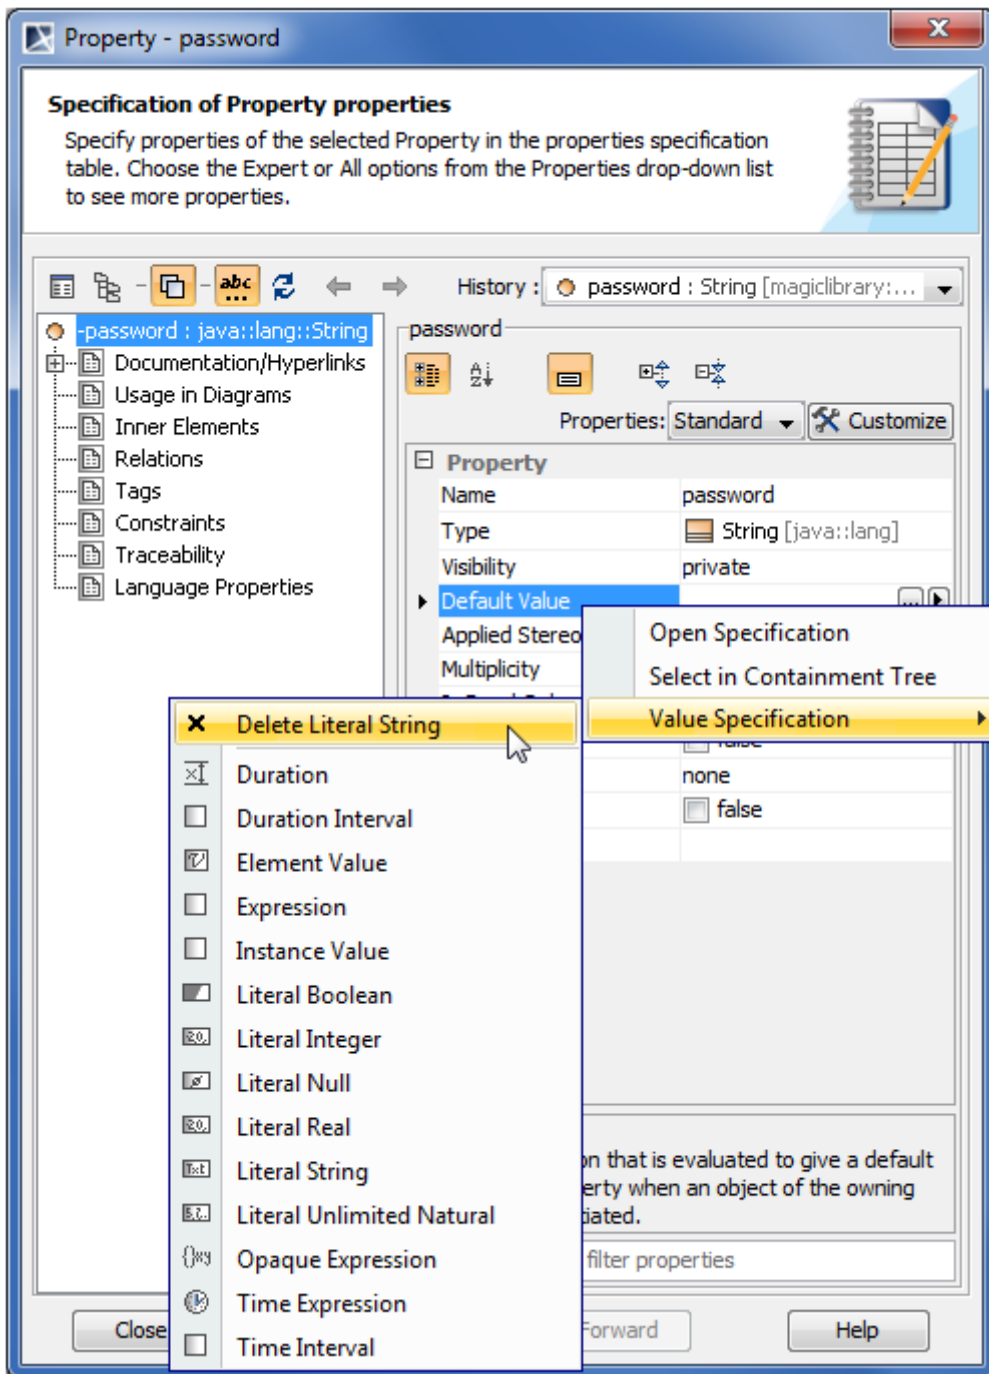 Property - password
Specification of Property properties
Specify properties of the selected Property in the properties specification
table. Choose the Expert or All options from the Properties drop-down list
to see more properties.
abc
History : password : String [magiclibrary:...
-password : java::lang::String
Documentation/Hyperlinks
Usage in Diagrams
Inner Elements
Relations
Tags
Constraints
Traceability
Language Properties
password
Properties: Standard Customize
Property
Name password
Type String [java::lang]
Visibility private
Default Value ...
Applied Stereo
Multiplicity
false
none
false
Open Specification
Select in Containment Tree
Value Specification
Delete Literal String
Duration
Duration Interval
Element Value
Expression
Instance Value
Literal Boolean
Literal Integer
Literal Null
Literal Real
Literal String
Literal Unlimited Natural
Opaque Expression
Time Expression
Time Interval
on that is evaluated to give a default
erty when an object of the owning
iated.
filter properties
Close
Forward
Help